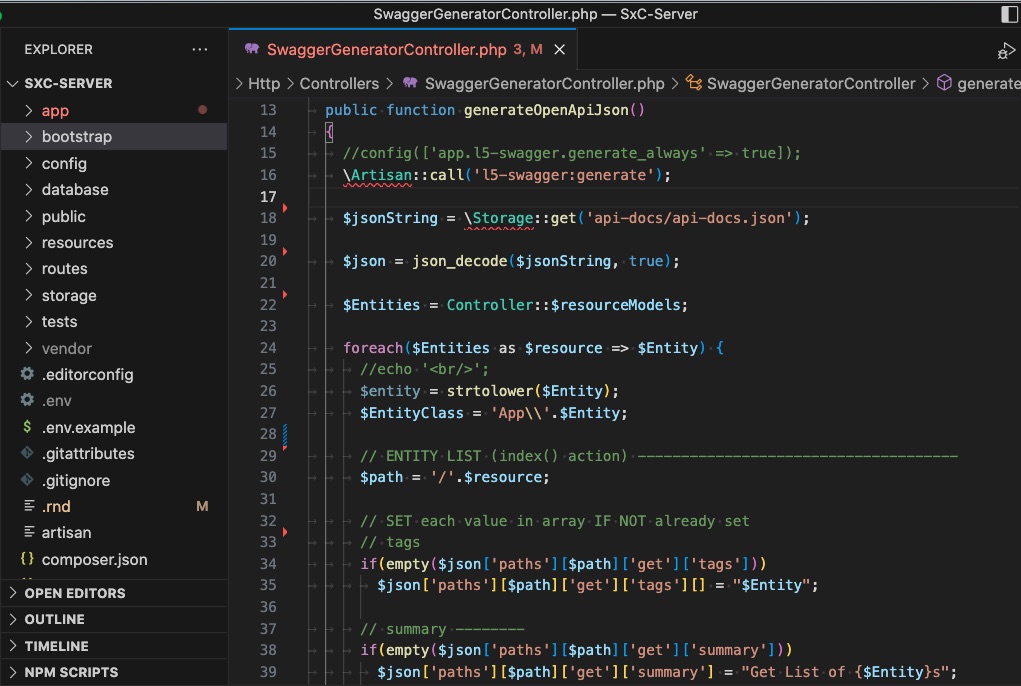 SwaggerGeneratorController.php — SxC-Server
EXPLORER ···
SwaggerGeneratorController.php 3, M
SXC-SERVER
Http > Controllers > SwaggerGeneratorController.php > SwaggerGeneratorController > generate
app
bootstrap
config
database
public
resources
routes
storage
tests
vendor
.editorconfig
.env
.env.example
.gitattributes
.gitignore
.rnd M
artisan
composer.json
OPEN EDITORS
OUTLINE
TIMELINE
NPM SCRIPTS
13 public function generateOpenApiJson()
14 {
15 //config(['app.l5-swagger.generate_always' => true]);
16 \Artisan::call('l5-swagger:generate');
17
18 $jsonString = \Storage::get('api-docs/api-docs.json');
19
20 $json = json_decode($jsonString, true);
21
22 $Entities = Controller::$resourceModels;
23
24 foreach($Entities as $resource => $Entity) {
25 //echo '<br/>';
26 $entity = strtolower($Entity);
27 $EntityClass = 'App\\'.$Entity;
28
29 // ENTITY LIST (index() action) -------------------------------------
30 $path = '/'.$resource;
31
32 // SET each value in array IF NOT already set
33 // tags
34 if(empty($json['paths'][$path]['get']['tags']))
35 $json['paths'][$path]['get']['tags'][] = "$Entity";
36
37 // summary --------
38 if(empty($json['paths'][$path]['get']['summary']))
39 $json['paths'][$path]['get']['summary'] = "Get List of {$Entity}s";